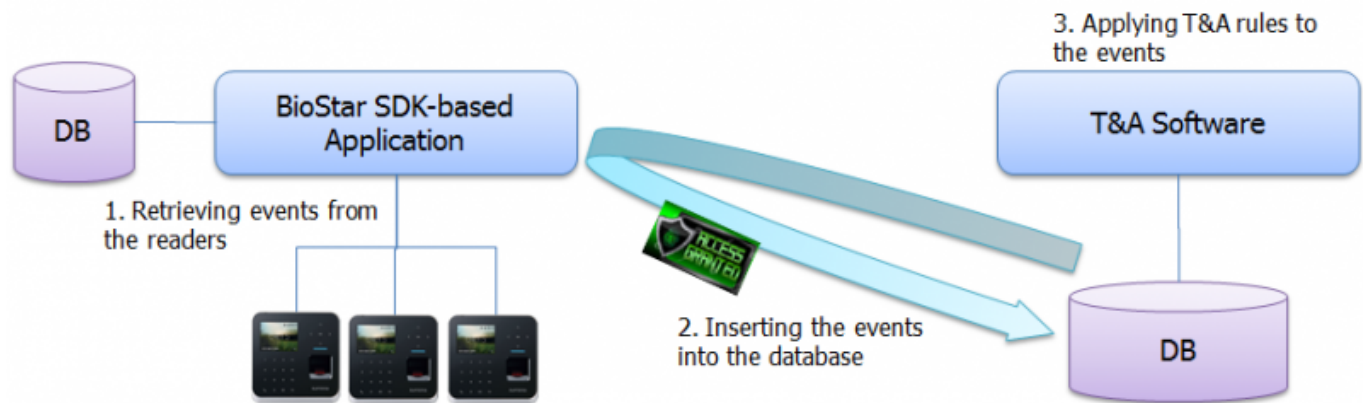 3. Applying T&A rules to
the events
DB
BioStar SDK-based
Application
T&A Software
1. Retrieving events from
the readers
ACCESS
GRANTED
2. Inserting the events
into the database
DB